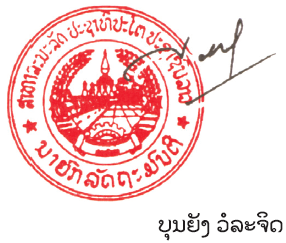 ສາທາລະນະລັດ ປະຊາທິປະໄຕ ປະຊາຊົນລາວ
ນາຍົກລັດຖະມົນຕີ
ບຸນຍັງ ວໍລະຈິດ